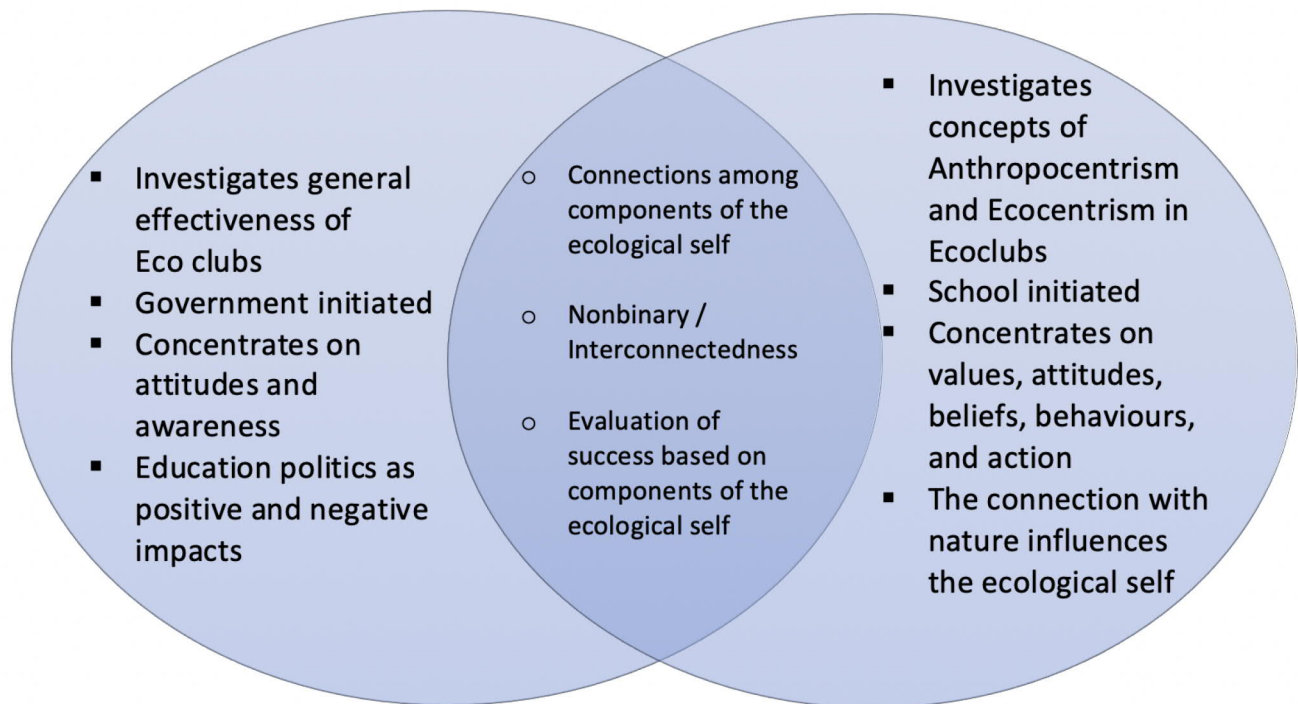 ▪ Investigates general
effectiveness of
Eco clubs
▪ Government initiated
▪ Concentrates on
attitudes and
awareness
▪ Education politics as
positive and negative
impacts
o Connections among
components of the
ecological self
o Nonbinary /
Interconnectedness
o Evaluation of
success based on
components of the
ecological self
▪ Investigates
concepts of
Anthropocentrism
and Ecocentrism in
Ecoclubs
▪ School initiated
▪ Concentrates on
values, attitudes,
beliefs, behaviours,
and action
▪ The connection with
nature influences
the ecological self